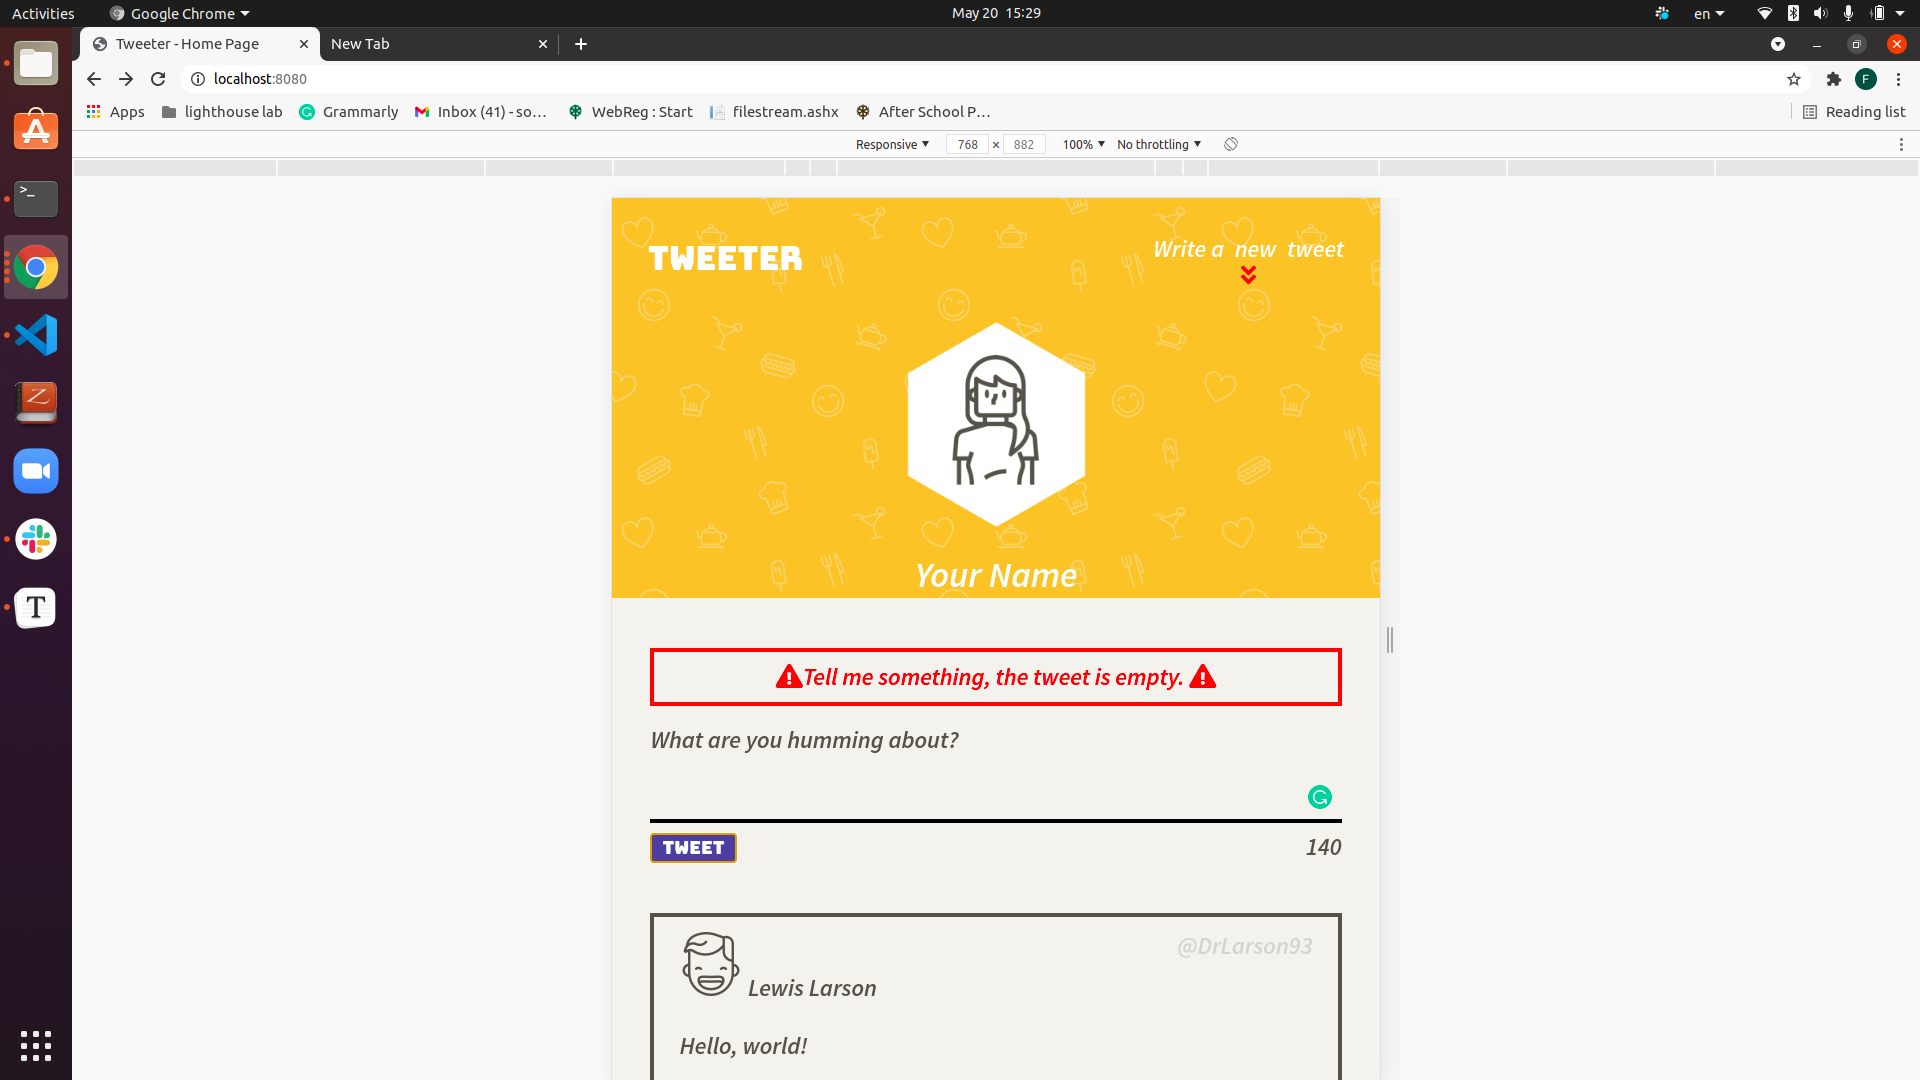 Activities Google Chrome May 20 15:29 en
Tweeter - Home Page New Tab
localhost:8080
Apps lighthouse lab Grammarly Inbox (41) - so... WebReg : Start filestream.ashx After School P... Reading list
Responsive 768 × 882 100% No throttling
TWEETER
Write a new tweet
Your Name
Tell me something, the tweet is empty.
What are you humming about?
TWEET 140
@DrLarson93
Lewis Larson
Hello, world!